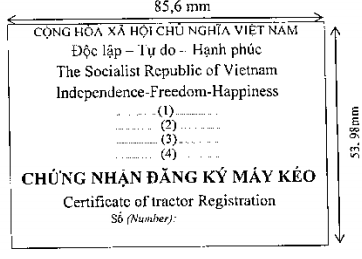 85,6 mm
CỘNG HÒA XÃ HỘI CHỦ NGHĨA VIỆT NAM
Độc lập – Tự do – Hạnh phúc
The Socialist Republic of Vietnam
Independence-Freedom-Happiness
...........(1)...............
...........(2)...............
...........(3)...............
...........(4)...............
CHỨNG NHẬN ĐĂNG KÝ MÁY KÉO
Certificate of tractor Registration
Số (Number):
53. 98mm